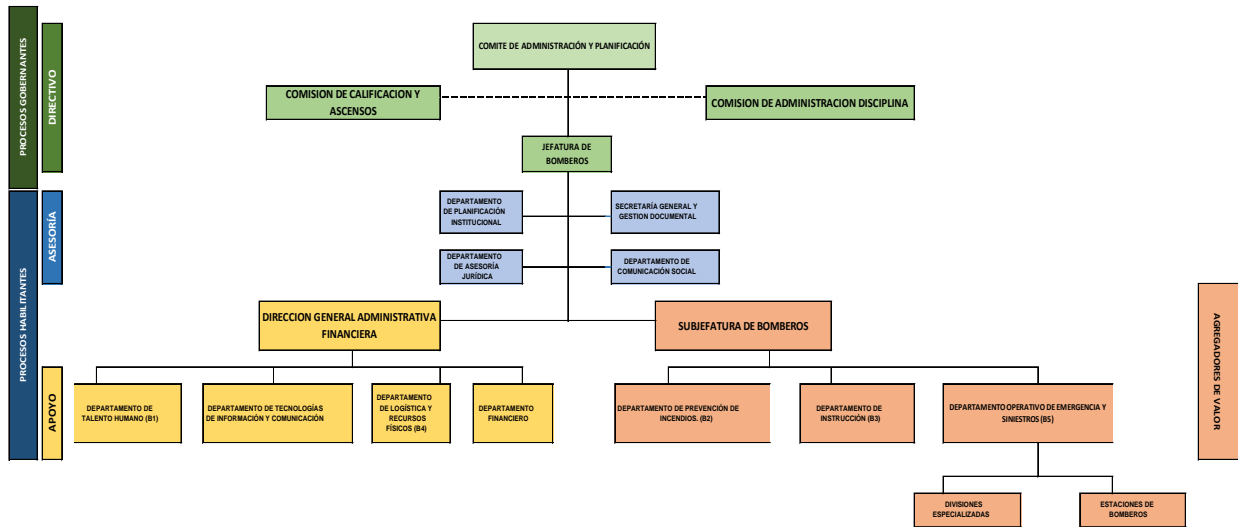 PROCESOS GOBERNANTES
DIRECTIVO
COMITE DE ADMINISTRACIÓN Y PLANIFICACIÓN
COMISION DE CALIFICACION Y
ASCENSOS
COMISION DE ADMINISTRACION DISCIPLINA
JEFATURA DE
BOMBEROS
PROCESOS HABILITANTES
ASESORÍA
DEPARTAMENTO
DE PLANIFICACIÓN
INSTITUCIONAL
SECRETARÍA GENERAL Y
GESTION DOCUMENTAL
DEPARTAMENTO
DE ASESORÍA
JURÍDICA
DEPARTAMENTO DE
COMUNICACIÓN SOCIAL
DIRECCION GENERAL ADMINISTRATIVA
FINANCIERA
SUBJEFATURA DE BOMBEROS
AGREGADORES DE VALOR
APOYO
DEPARTAMENTO DE
TALENTO HUMANO (B1)
DEPARTAMENTO DE TECNOLOGÍAS
DE INFORMACIÓN Y COMUNICACIÓN
DEPARTAMENTO
DE LOGÍSTICA Y
RECURSOS
FÍSICOS (B4)
DEPARTAMENTO
FINANCIERO
DEPARTAMENTO DE PREVENCIÓN DE
INCENDIOS. (B2)
DEPARTAMENTO DE
INSTRUCCIÓN (B3)
DEPARTAMENTO OPERATIVO DE EMERGENCIA Y
SINIESTROS (B5)
DIVISIONES
ESPECIALIZADAS
ESTACIONES DE
BOMBEROS